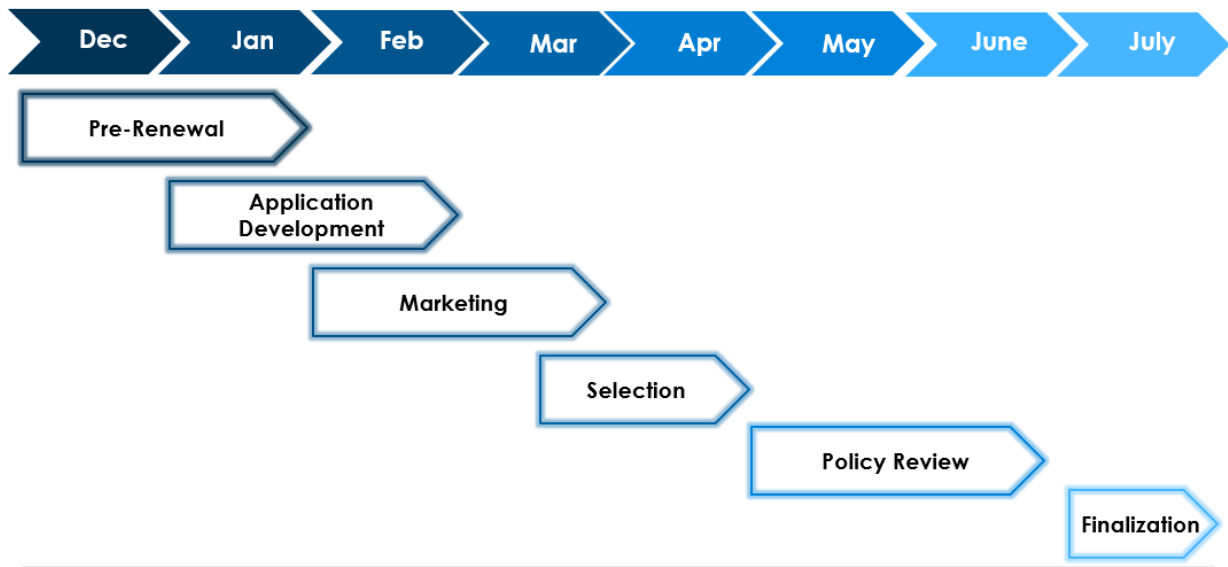 Dec Jan Feb Mar Apr May June July
Pre-Renewal
Application
Development
Marketing
Selection
Policy Review
Finalization